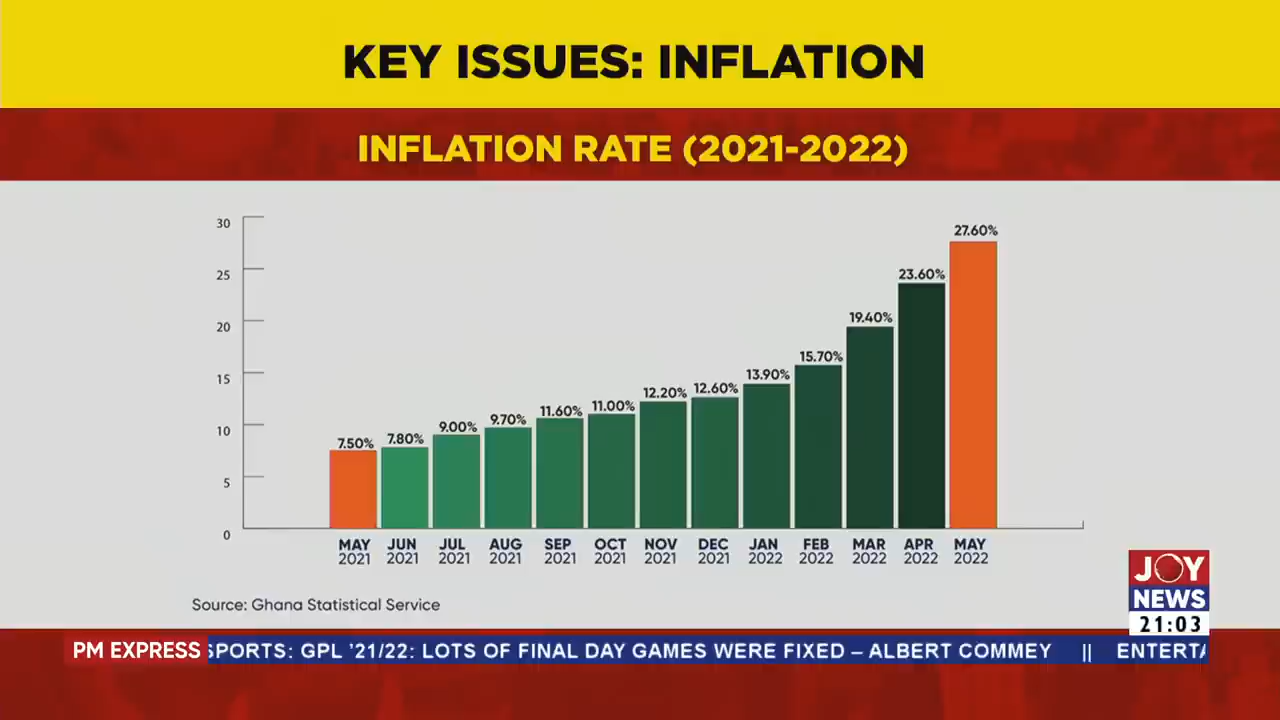 KEY ISSUES: INFLATION
INFLATION RATE (2021-2022)
30
25
20
15
10
5
0
7.50%
7.80%
9.00%
9.70%
11.60%
11.00%
12.20%
12.60%
13.90%
15.70%
19.40%
23.60%
27.60%
MAY JUN JUL AUG SEP OCT NOV DEC JAN FEB MAR APR MAY
2021 2021 2021 2021 2021 2021 2021 2021 2022 2022 2022 2022 2022
Source: Ghana Statistical Service
JOY
NEWS
21:03
PM EXPRESS SPORTS: GPL '21/22: LOTS OF FINAL DAY GAMES WERE FIXED – ALBERT COMMEY || ENTERTA